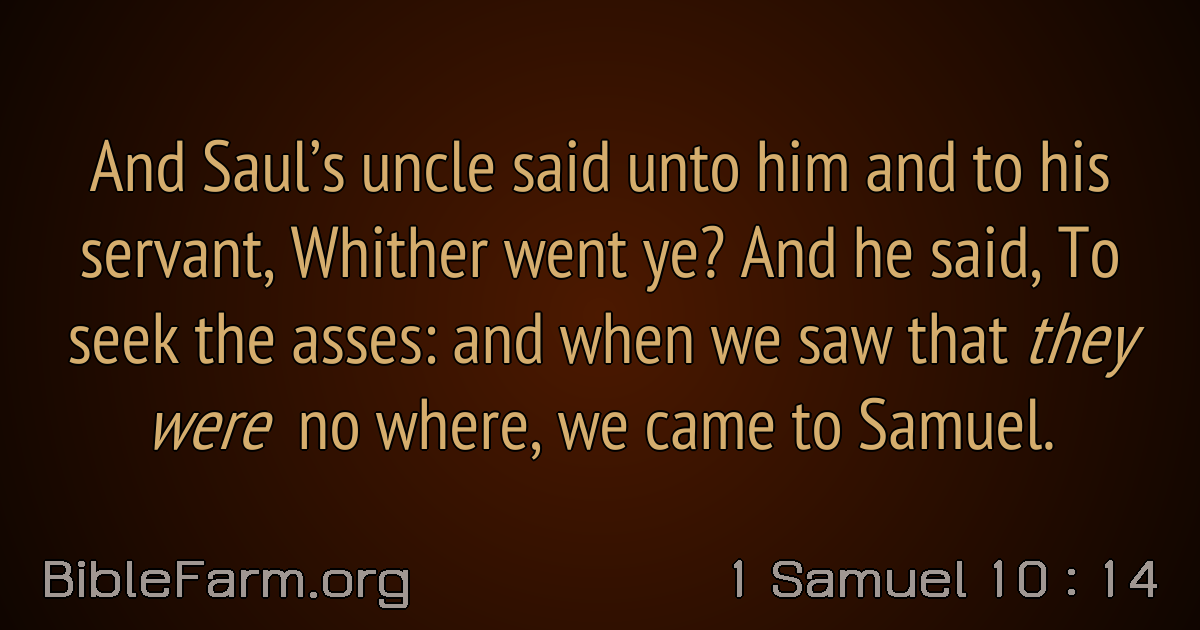 And Saul’s uncle said unto him and to his
servant, Whither went ye? And he said, To
seek the asses: and when we saw that they
were no where, we came to Samuel.
BibleFarm.org
1 Samuel 10 : 14